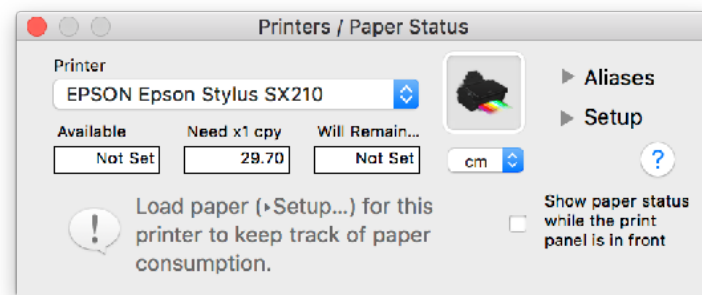 Printers / Paper Status
Printer
EPSON Epson Stylus SX210
Aliases
Setup
Available Need x1 cpy Will Remain...
Not Set 29.70 Not Set cm ?
Load paper (▸Setup...) for this
printer to keep track of paper
consumption.
Show paper status
while the print
panel is in front